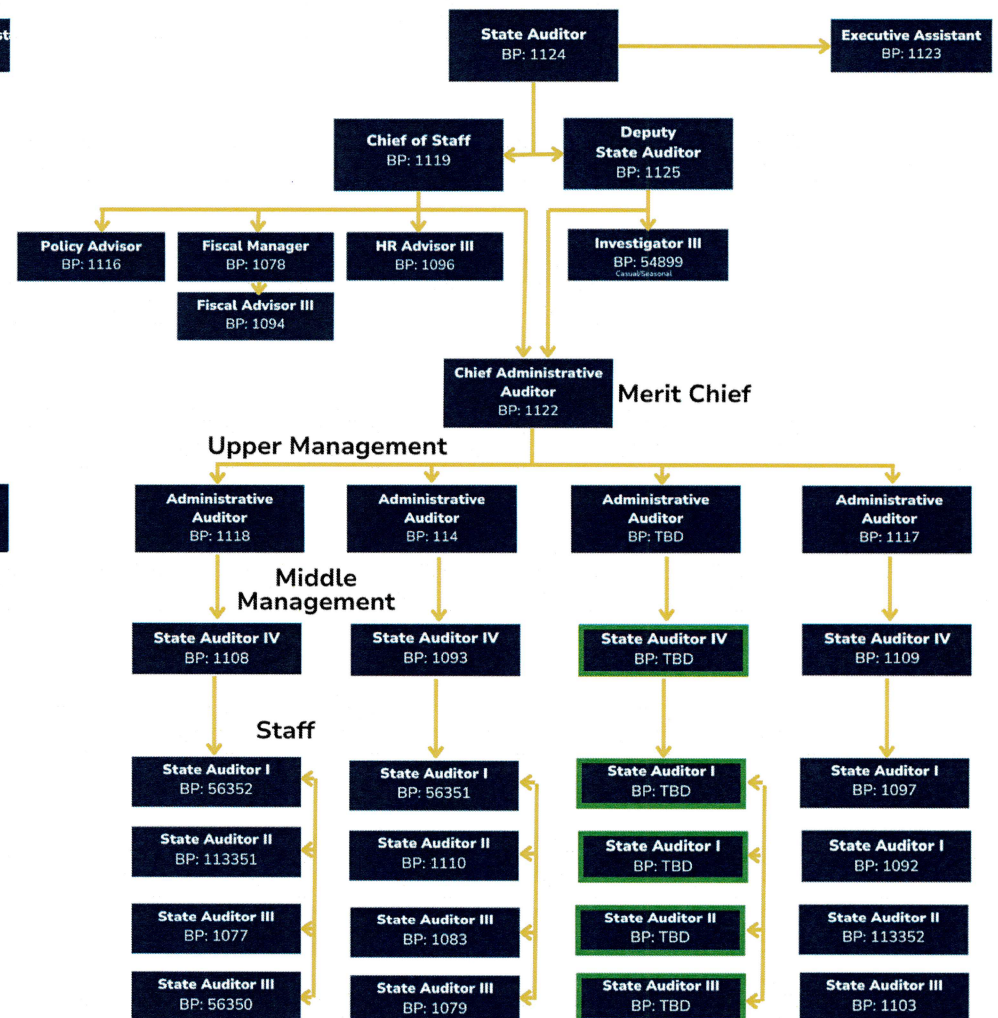 st
State Auditor
BP: 1124
Executive Assistant
BP: 1123
Chief of Staff
BP: 1119
Deputy
State Auditor
BP: 1125
Policy Advisor
BP: 1116
Fiscal Manager
BP: 1078
HR Advisor III
BP: 1096
Investigator III
BP: 54899
Casual/Seasonal
Fiscal Advisor III
BP: 1094
Chief Administrative
Auditor
BP: 1122
Merit Chief
Upper Management
Administrative
Auditor
BP: 1118
Administrative
Auditor
BP: 114
Administrative
Auditor
BP: TBD
Administrative
Auditor
BP: 1117
Middle
Management
State Auditor IV
BP: 1108
State Auditor IV
BP: 1093
State Auditor IV
BP: TBD
State Auditor IV
BP: 1109
Staff
State Auditor I
BP: 56352
State Auditor I
BP: 56351
State Auditor I
BP: TBD
State Auditor I
BP: 1097
State Auditor II
BP: 113351
State Auditor II
BP: 1110
State Auditor I
BP: TBD
State Auditor I
BP: 1092
State Auditor III
BP: 1077
State Auditor III
BP: 1083
State Auditor II
BP: TBD
State Auditor II
BP: 113352
State Auditor III
BP: 56350
State Auditor III
BP: 1079
State Auditor III
BP: TBD
State Auditor III
BP: 1103